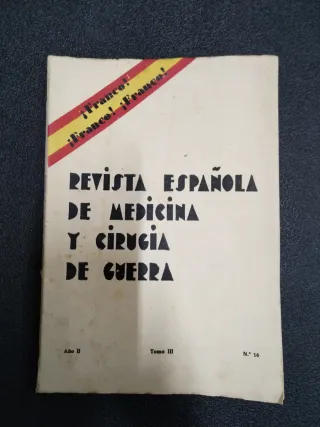 ¡Franco!
¡Franco! ¡Franco!
REVISTA ESPAÑOLA
DE MEDICINA
Y CIRUGIA
DE GUERRA
Año II Tomo III N.º 16